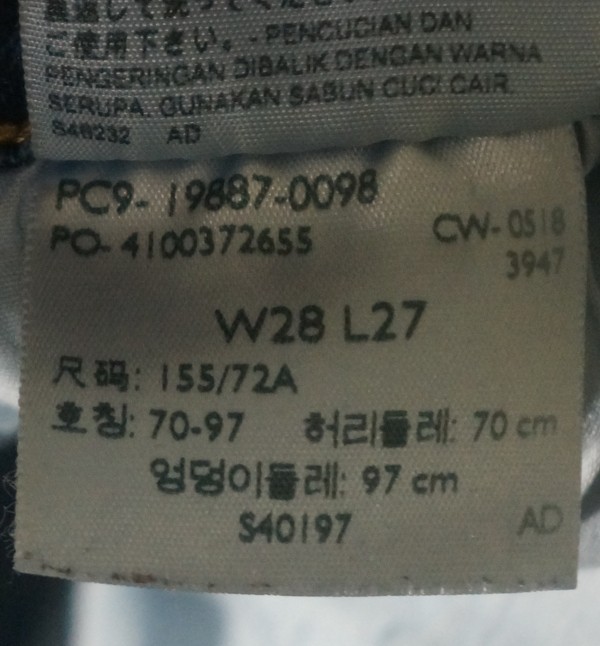 裏返して洗ってください
ご使用下さい。- PENCUCIAN DAN
PENGERINGAN DIBALIK DENGAN WARNA
SERUPA. GUNAKAN SABUN CUCI CAIR
S48232 AD
PC9- 19887-0098
PO- 4100372655 CW- 0518
3947
W28 L27
尺码: 155/72A
호칭: 70-97 허리둘레: 70 cm
엉덩이둘레: 97 cm
S40197 AD